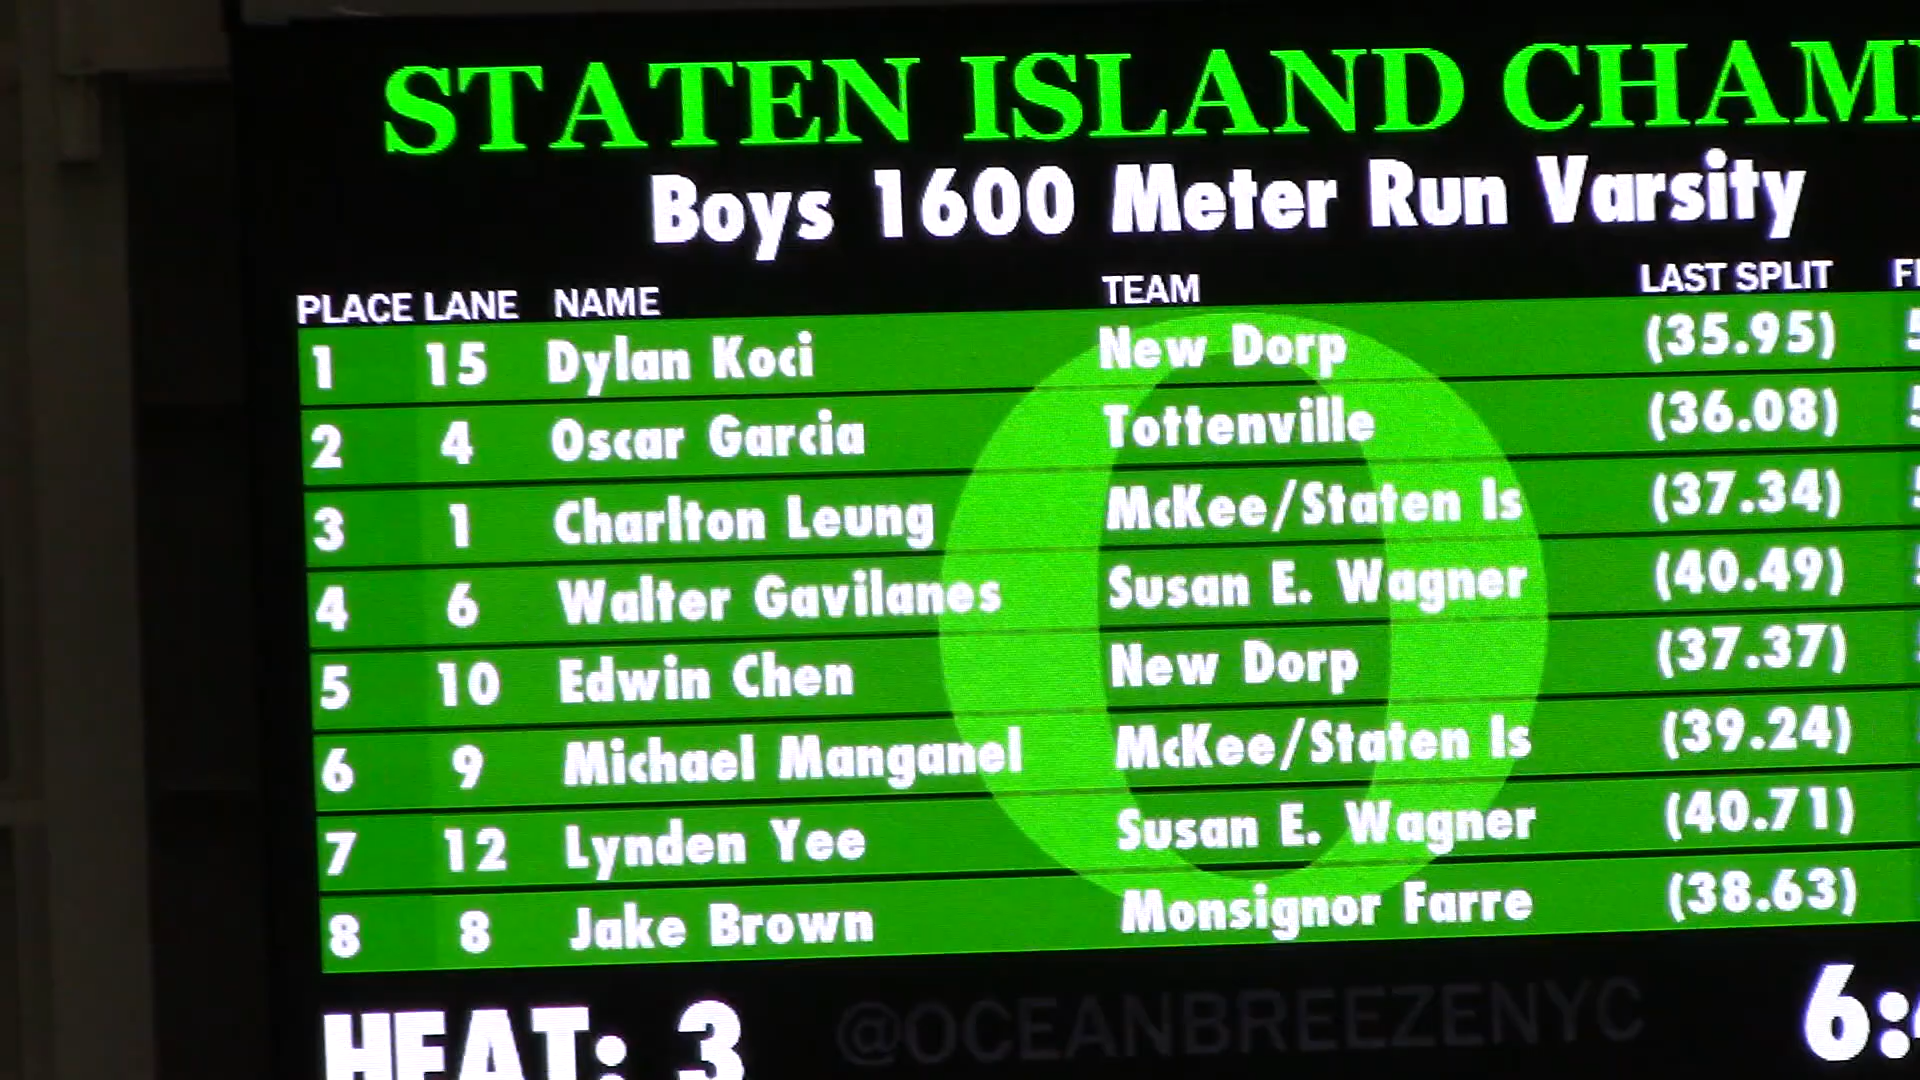 STATEN ISLAND CHAM
Boys 1600 Meter Run Varsity
PLACE LANE NAME TEAM LAST SPLIT
1 15 Dylan Koci New Dorp (35.95) 5
2 4 Oscar Garcia Tottenville (36.08) 5
3 1 Charlton Leung McKee/Staten Is (37.34)
4 6 Walter Gavilanes Susan E. Wagner (40.49)
5 10 Edwin Chen New Dorp (37.37)
6 9 Michael Manganel McKee/Staten Is (39.24)
7 12 Lynden Yee Susan E. Wagner (40.71)
8 8 Jake Brown Monsignor Farre (38.63)
HEAT: 3 @OCEANBREEZENYC 6: